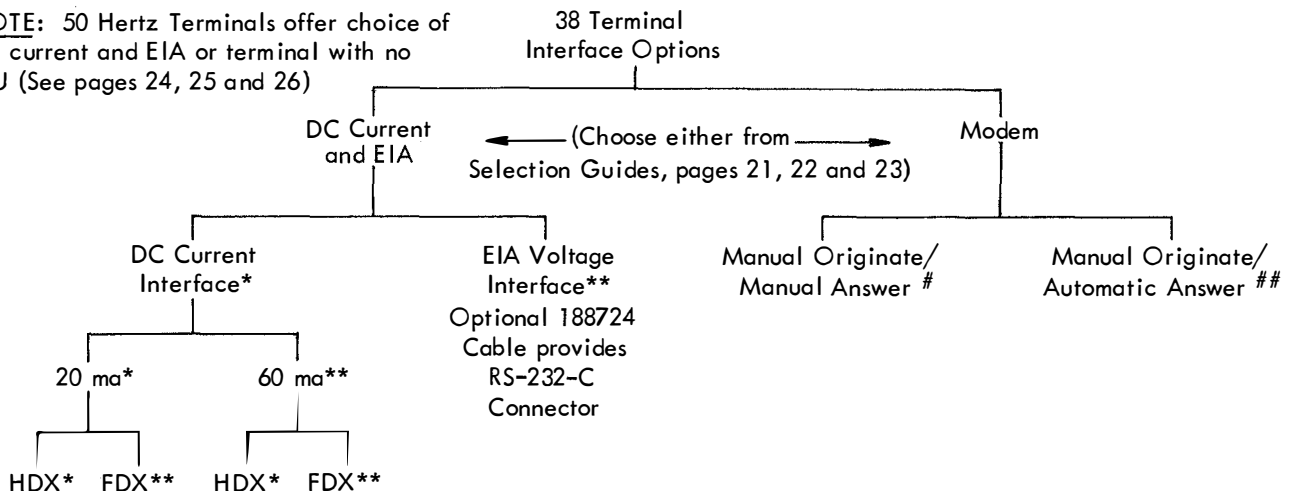 OTE: 50 Hertz Terminals offer choice of
current and EIA or terminal with no
U (See pages 24, 25 and 26)
38 Terminal
Interface Options
DC Current
and EIA
(Choose either from
Selection Guides, pages 21, 22 and 23)
Modem
DC Current
Interface*
EIA Voltage
Interface**
Optional 188724
Cable provides
RS-232-C
Connector
Manual Originate/
Manual Answer #
Manual Originate/
Automatic Answer ##
20 ma*
60 ma**
HDX* FDX** HDX* FDX**